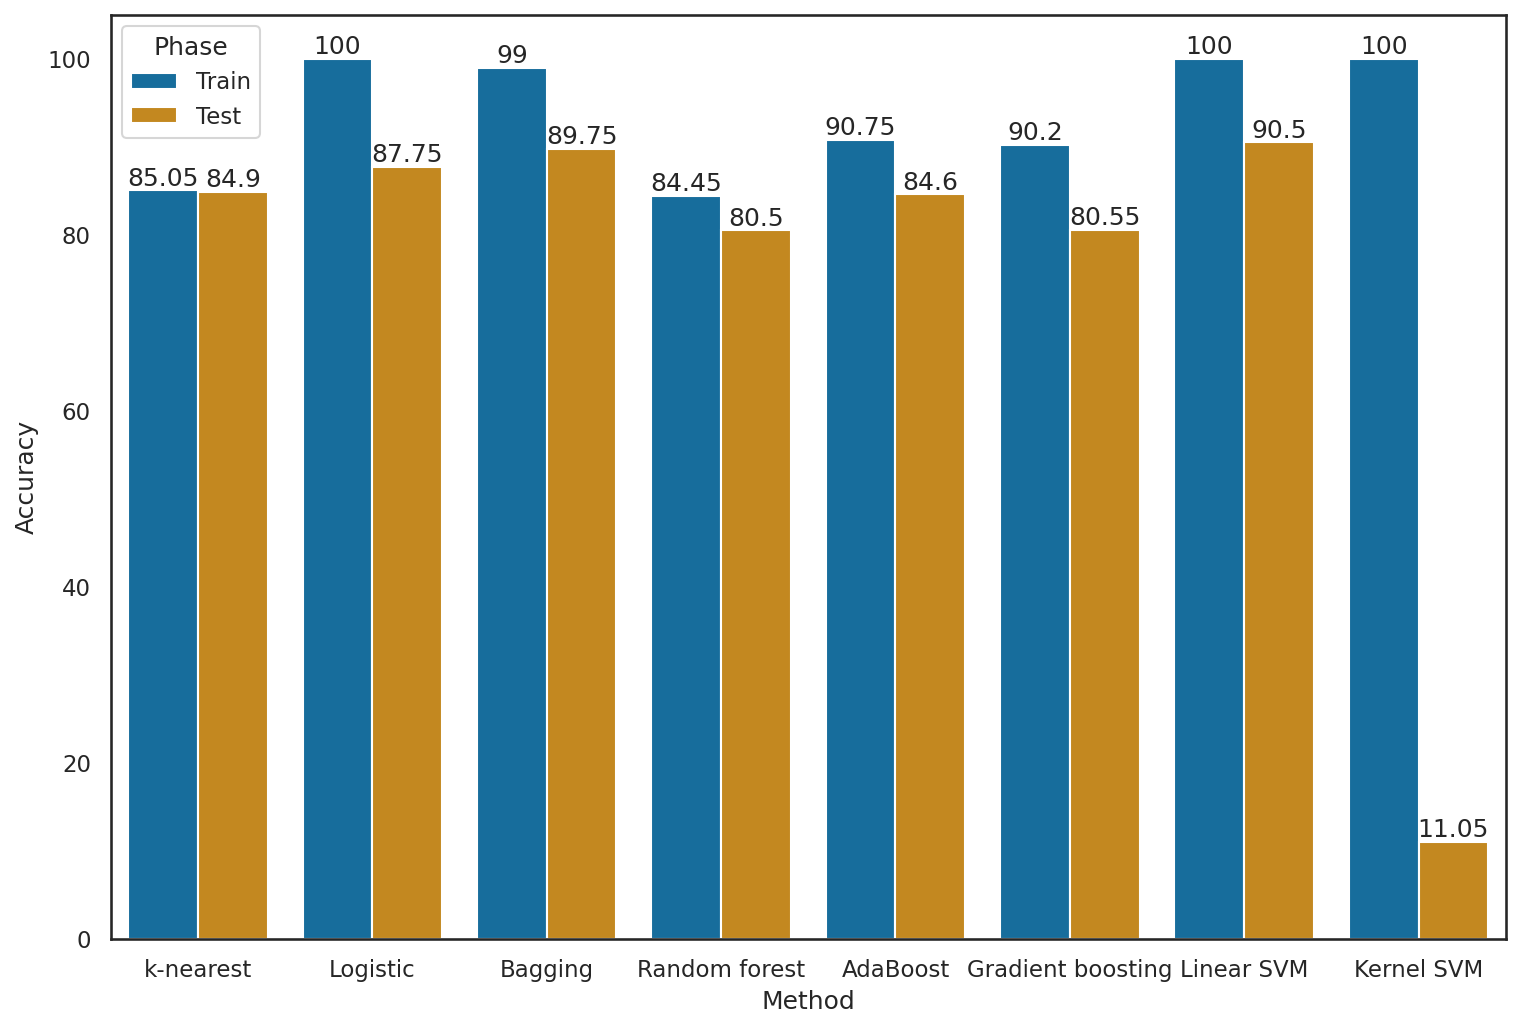 Phase
Train
Test
100
80
60
40
20
0
Accuracy
85.05
84.9
100
87.75
99
89.75
84.45
80.5
90.75
84.6
90.2
80.55
100
90.5
100
11.05
k-nearest
Logistic
Bagging
Random forest
AdaBoost
Gradient boosting
Linear SVM
Kernel SVM
Method